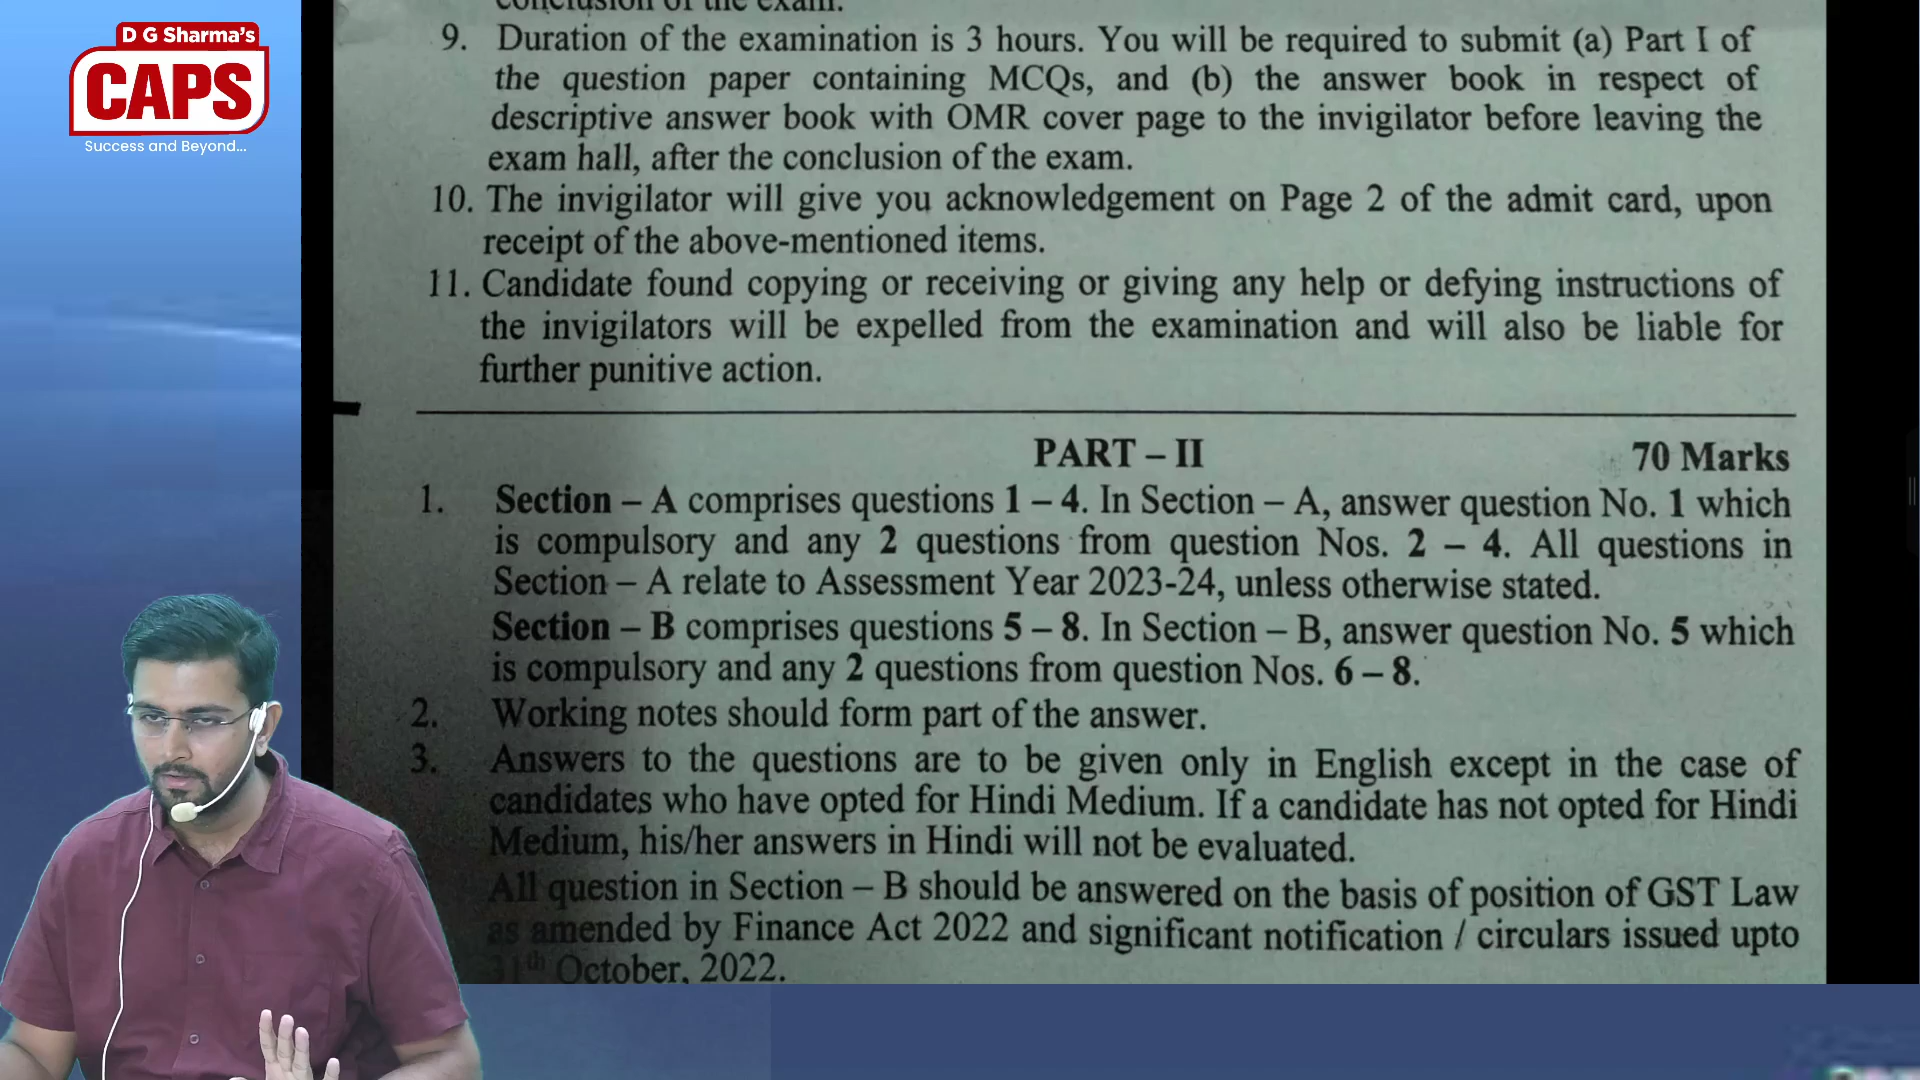 D G Sharma's
CAPS
Success and Beyond...
conclusion of the exam.
9. Duration of the examination is 3 hours. You will be required to submit (a) Part I of
the question paper containing MCQs, and (b) the answer book in respect of
descriptive answer book with OMR cover page to the invigilator before leaving the
exam hall, after the conclusion of the exam.
10. The invigilator will give you acknowledgement on Page 2 of the admit card, upon
receipt of the above-mentioned items.
11. Candidate found copying or receiving or giving any help or defying instructions of
the invigilators will be expelled from the examination and will also be liable for
further punitive action.
PART – II 70 Marks
1. Section – A comprises questions 1 – 4. In Section – A, answer question No. 1 which
is compulsory and any 2 questions from question Nos. 2 – 4. All questions in
Section – A relate to Assessment Year 2023-24, unless otherwise stated.
Section – B comprises questions 5 – 8. In Section – B, answer question No. 5 which
is compulsory and any 2 questions from question Nos. 6 – 8.
2. Working notes should form part of the answer.
3. Answers to the questions are to be given only in English except in the case of
candidates who have opted for Hindi Medium. If a candidate has not opted for Hindi
Medium, his/her answers in Hindi will not be evaluated.
All question in Section – B should be answered on the basis of position of GST Law
as amended by Finance Act 2022 and significant notification / circulars issued upto
31th October, 2022.